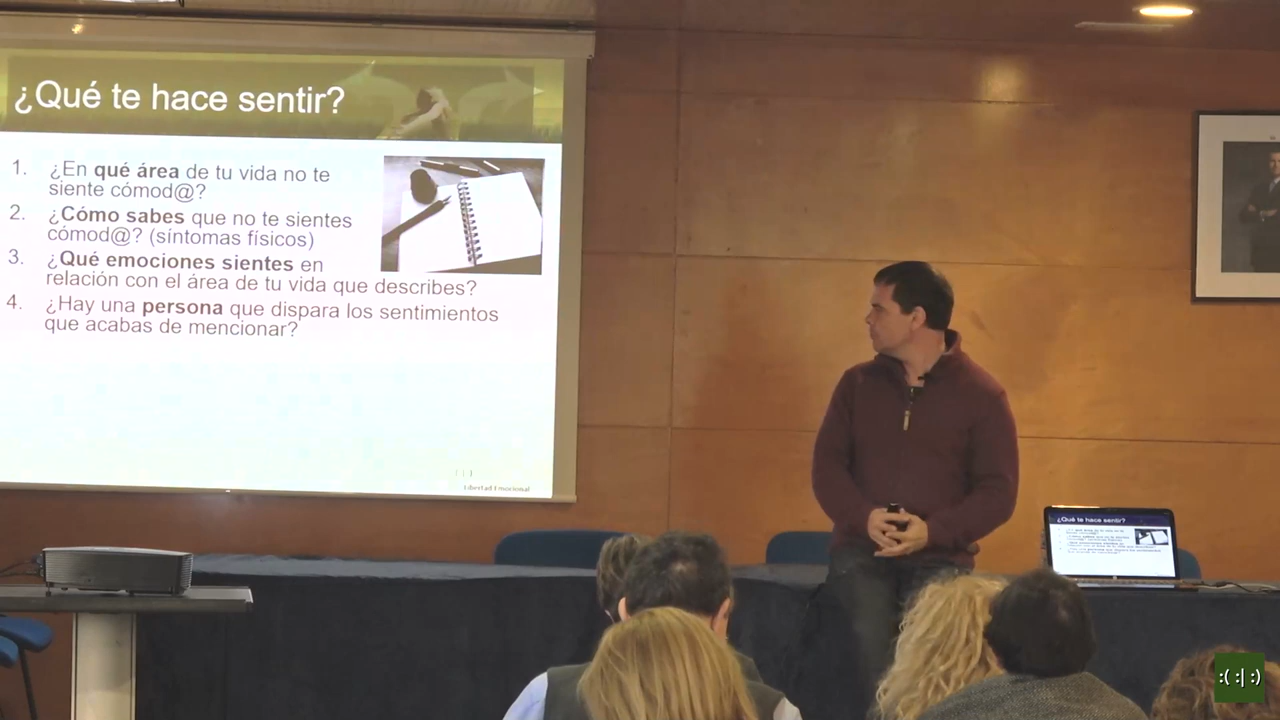 ¿Qué te hace sentir?
1. ¿En qué área de tu vida no te
siente cómod@?
2. ¿Cómo sabes que no te sientes
cómod@? (síntomas físicos)
3. ¿Qué emociones sientes en
relación con el área de tu vida que describes?
4. ¿Hay una persona que dispara los sentimientos
que acabas de mencionar?
Libertad Emocional
¿Qué te hace sentir?
:( :| :)